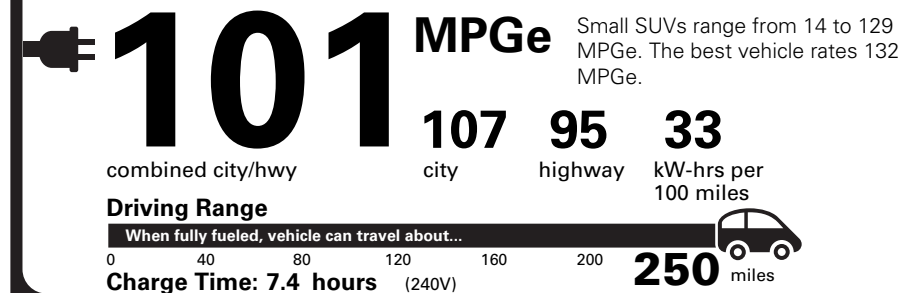 101 MPGe
Small SUVs range from 14 to 129
MPGe. The best vehicle rates 132
MPGe.
combined city/hwy
107
city
95
highway
33
kW-hrs per
100 miles
Driving Range
When fully fueled, vehicle can travel about...
0 40 80 120 160 200 250 miles
Charge Time: 7.4 hours (240V)